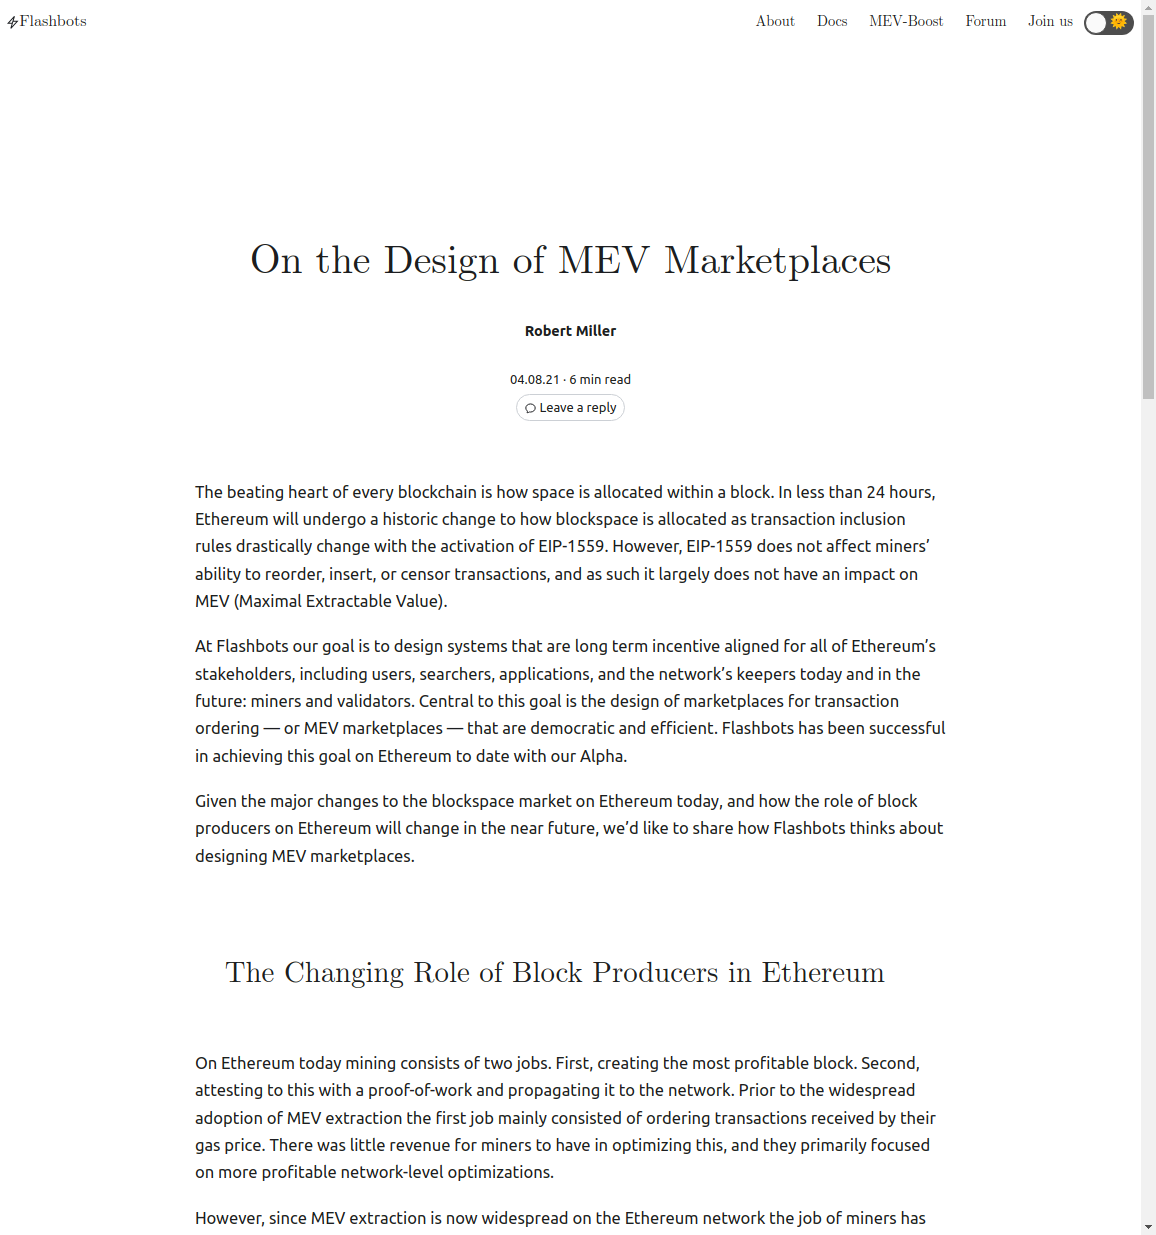 Flashbots
About Docs MEV-Boost Forum Join us
On the Design of MEV Marketplaces
Robert Miller
04.08.21 · 6 min read
Leave a reply
The beating heart of every blockchain is how space is allocated within a block. In less than 24 hours,
Ethereum will undergo a historic change to how blockspace is allocated as transaction inclusion
rules drastically change with the activation of EIP-1559. However, EIP-1559 does not affect miners’
ability to reorder, insert, or censor transactions, and as such it largely does not have an impact on
MEV (Maximal Extractable Value).
At Flashbots our goal is to design systems that are long term incentive aligned for all of Ethereum’s
stakeholders, including users, searchers, applications, and the network’s keepers today and in the
future: miners and validators. Central to this goal is the design of marketplaces for transaction
ordering — or MEV marketplaces — that are democratic and efficient. Flashbots has been successful
in achieving this goal on Ethereum to date with our Alpha.
Given the major changes to the blockspace market on Ethereum today, and how the role of block
producers on Ethereum will change in the near future, we’d like to share how Flashbots thinks about
designing MEV marketplaces.
The Changing Role of Block Producers in Ethereum
On Ethereum today mining consists of two jobs. First, creating the most profitable block. Second,
attesting to this with a proof-of-work and propagating it to the network. Prior to the widespread
adoption of MEV extraction the first job mainly consisted of ordering transactions received by their
gas price. There was little revenue for miners to have in optimizing this, and they primarily focused
on more profitable network-level optimizations.
However, since MEV extraction is now widespread on the Ethereum network the job of miners has